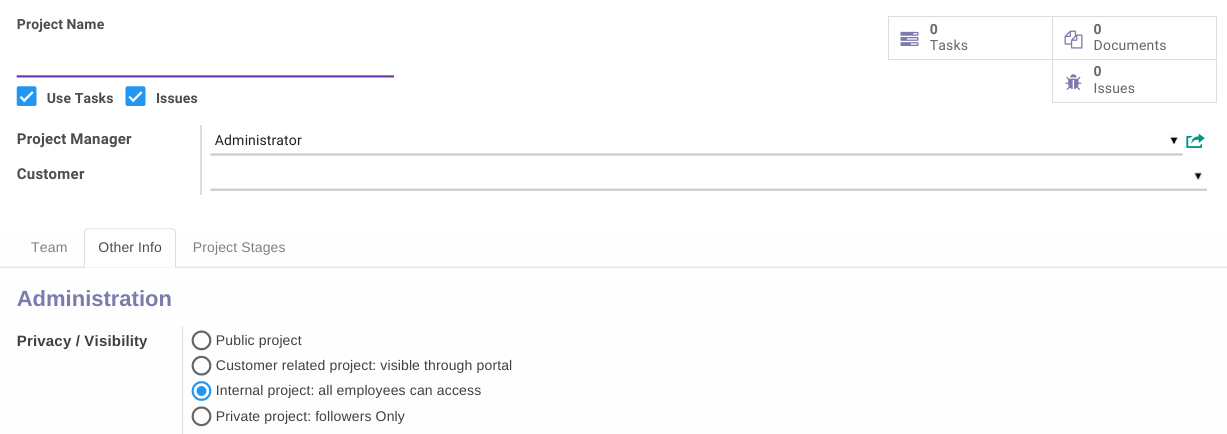 Project Name
0
Tasks
0
Documents
0
Issues
Use Tasks Issues
Project Manager Administrator
Customer
Team Other Info Project Stages
Administration
Privacy / Visibility Public project
Customer related project: visible through portal
Internal project: all employees can access
Private project: followers Only